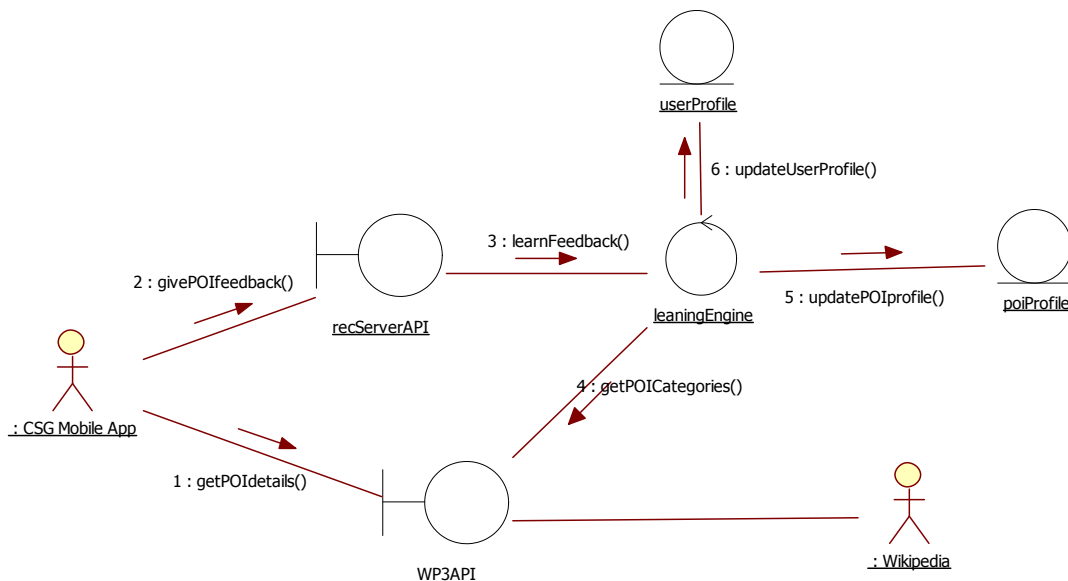 userProfile
6 : updateUserProfile()
3 : learnFeedback()
2 : givePOIfeedback()
5 : updatePOIprofile()
poiProfile
leaningEngine
recServerAPI
4 : getPOICategories()
: CSG Mobile App
1 : getPOIdetails()
: Wikipedia
WP3API